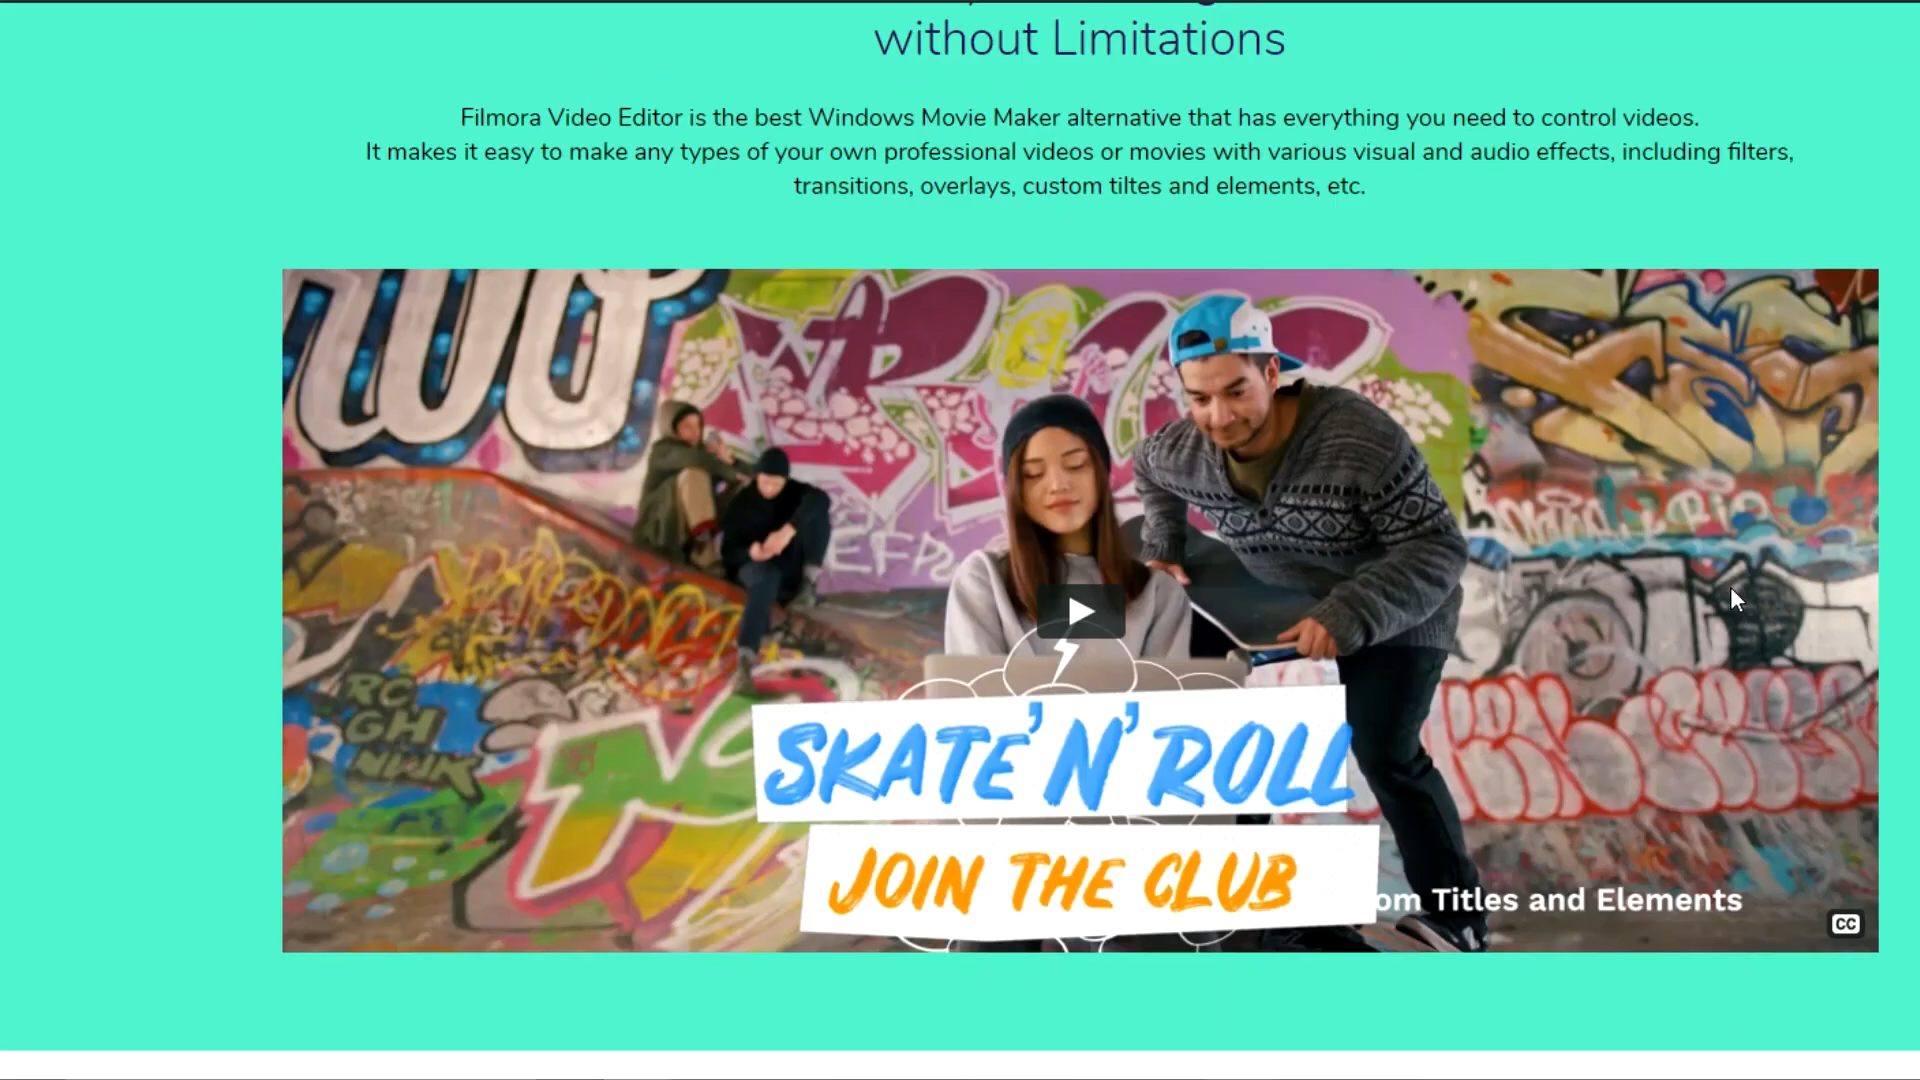 without Limitations
Filmora Video Editor is the best Windows Movie Maker alternative that has everything you need to control videos.
It makes it easy to make any types of your own professional videos or movies with various visual and audio effects, including filters,
transitions, overlays, custom tiltes and elements, etc.
RC
GH
SKATE'N'ROLL
JOIN THE CLUB
om Titles and Elements
CC